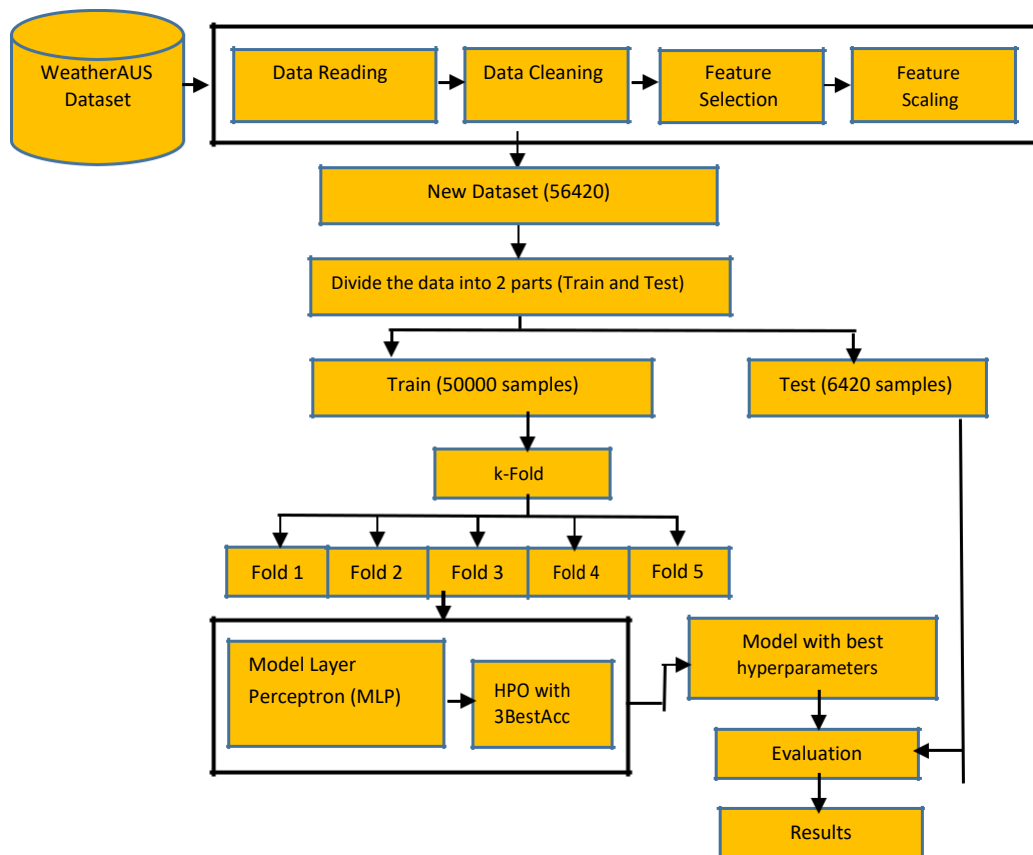 WeatherAUS
Dataset
Data Reading
Data Cleaning
Feature
Selection
Feature
Scaling
New Dataset (56420)
Divide the data into 2 parts (Train and Test)
Train (50000 samples)
Test (6420 samples)
k-Fold
Fold 1
Fold 2
Fold 3
Fold 4
Fold 5
Model Layer
Perceptron (MLP)
HPO with
3BestAcc
Model with best
hyperparameters
Evaluation
Results